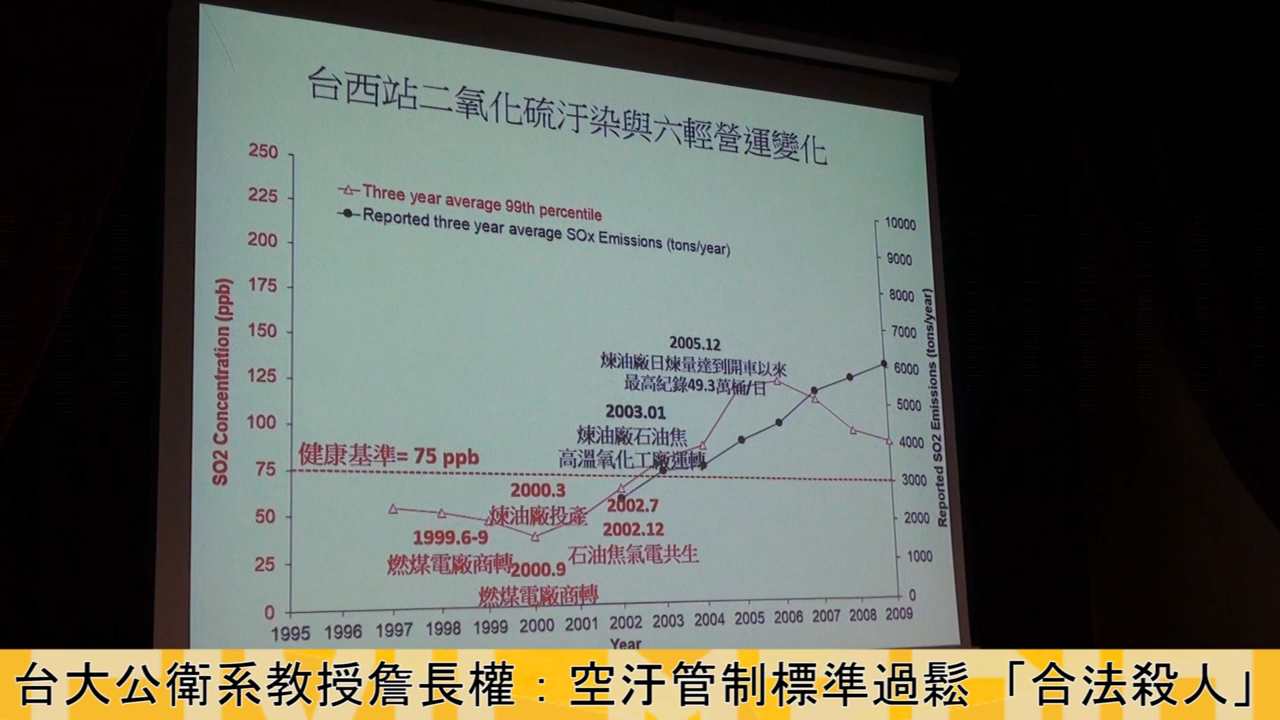 台西站二氧化硫汙染與六輕營運變化
250
225
200
175
150
125
100
75
50
25
0
SO2 Concentration (ppb)
Three year average 99th percentile
Reported three year average SOx Emissions (tons/year)
10000
9000
8000
7000
6000
5000
4000
3000
2000
1000
0
Reported SO2 Emissions (tons/year)
2005.12
煉油廠日煉量達到開車以來
最高紀錄49.3萬桶/日
2003.01
煉油廠石油焦
高溫氧化工廠運轉
健康基準= 75 ppb
2000.3
煉油廠投產
2002.7
2002.12
石油焦氣電共生
1999.6-9
燃煤電廠商轉
2000.9
燃煤電廠商轉
1995 1996 1997 1998 1999 2000 2001 2002 2003 2004 2005 2006 2007 2008 2009
Year
台大公衛系教授詹長權：空汙管制標準過鬆「合法殺人」